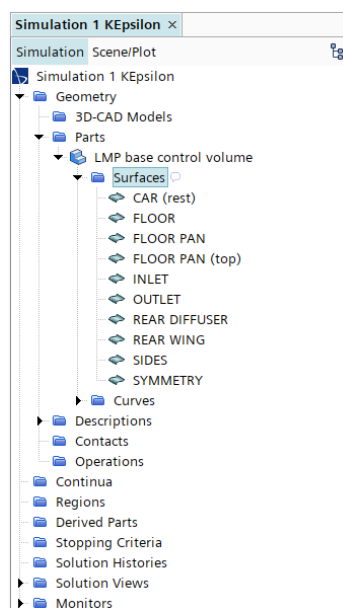 Simulation 1 KEpsilon ×
Simulation Scene/Plot
Simulation 1 KEpsilon
Geometry
3D-CAD Models
Parts
LMP base control volume
Surfaces
CAR (rest)
FLOOR
FLOOR PAN
FLOOR PAN (top)
INLET
OUTLET
REAR DIFFUSER
REAR WING
SIDES
SYMMETRY
Curves
Descriptions
Contacts
Operations
Continua
Regions
Derived Parts
Stopping Criteria
Solution Histories
Solution Views
Monitors